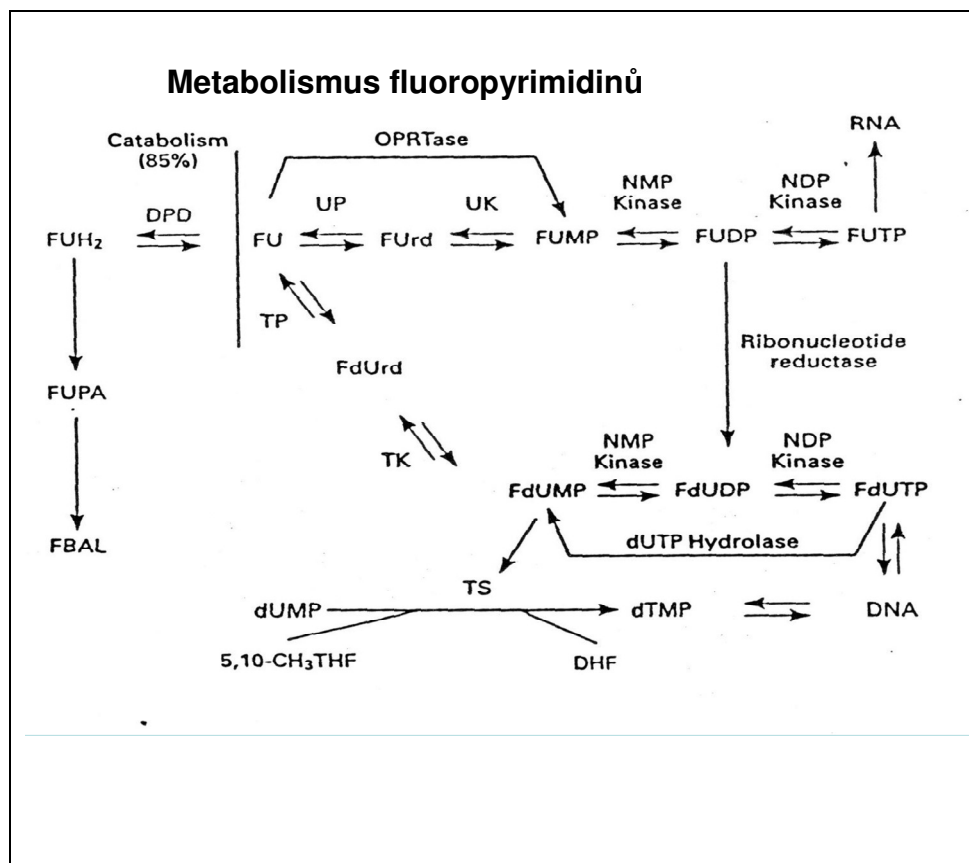 Metabolismus fluoropyrimidinů
Catabolism
(85%)
OPRTase
RNA
DPD
UP
UK
NMP
Kinase
NDP
Kinase
FUH₂
FU
FUrd
FUMP
FUDP
FUTP
TP
Ribonucleotide
reductase
FdUrd
FUPA
TK
NMP
Kinase
NDP
Kinase
FdUMP
FdUDP
FdUTP
FBAL
dUTP Hydrolase
TS
dUMP
dTMP
DNA
5,10-CH₃THF
DHF